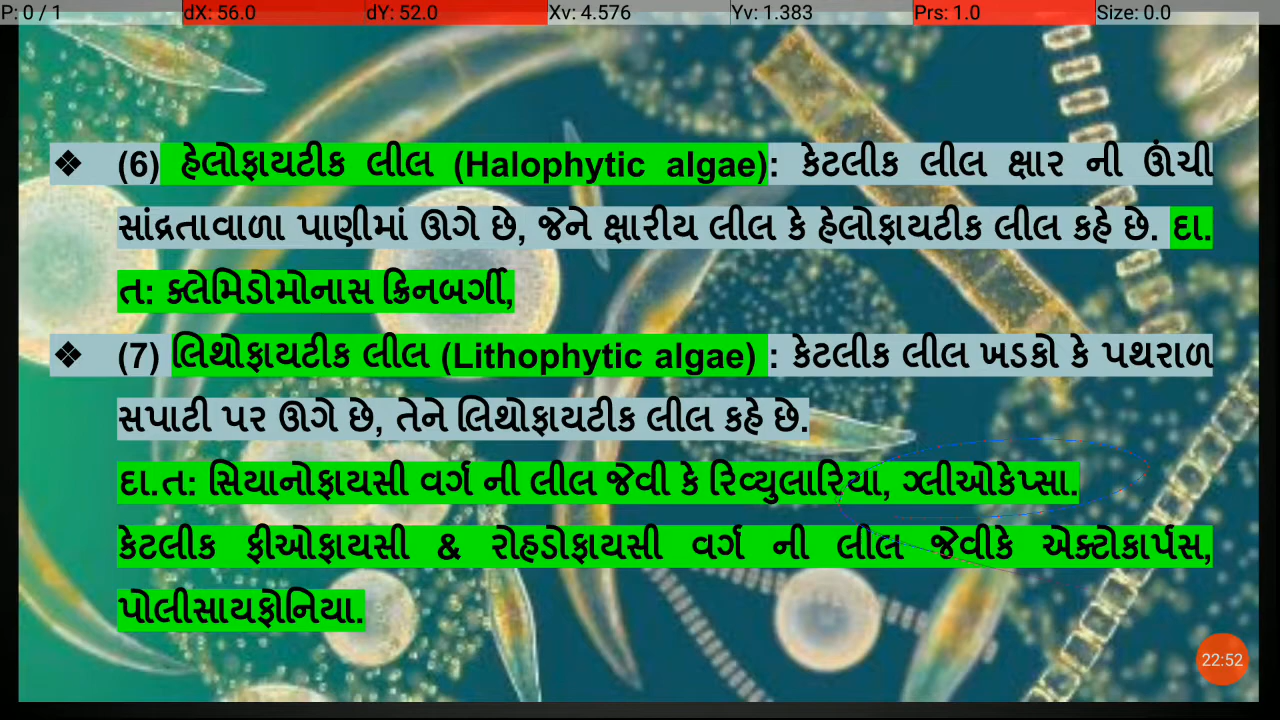 P: 0 / 1 dX: 56.0 dY: 52.0 Xv: 4.576 Yv: 1.383 Prs: 1.0 Size: 0.0
❖ (6) હેલોફાયટીક લીલ (Halophytic algae): કેટલીક લીલ ક્ષાર ની ઊંચી
સાંદ્રતાવાળા પાણીમાં ઊગે છે, જેને ક્ષારીય લીલ કે હેલોફાયટીક લીલ કહે છે. દા.
ત: ક્લેમિડોમોનાસ ક્રિનબર્ગી,
❖ (7) લિથોફાયટીક લીલ (Lithophytic algae) : કેટલીક લીલ ખડકો કે પથરાળ
સપાટી પર ઊગે છે, તેને લિથોફાયટીક લીલ કહે છે.
દા.ત: સિયાનોફાયસી વર્ગ ની લીલ જેવી કે રિવ્યુલારિયા, ગ્લીઓકેપ્સા.
કેટલીક ફીઓફાયસી & રોહડોફાયસી વર્ગ ની લીલ જેવીકે એક્ટોકાર્પસ,
પોલીસાયફોનિયા.
22:52